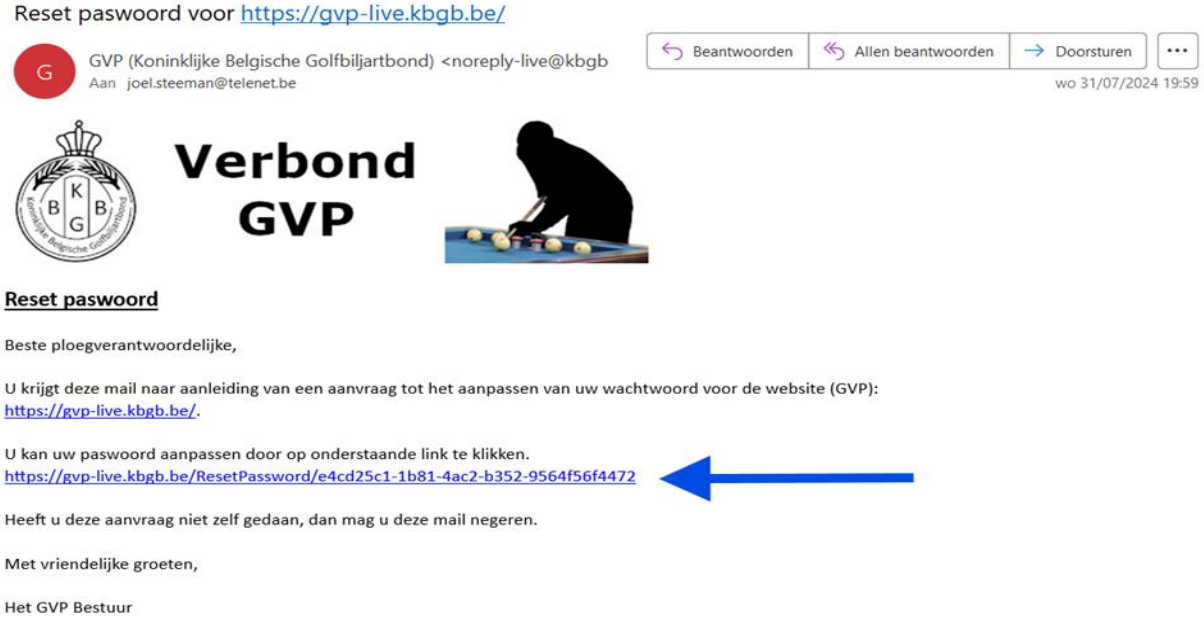 Reset paswoord voor https://gvp-live.kbgb.be/
G
GVP (Koninklijke Belgische Golfbiljartbond) <noreply-live@kbgb
Aan joel.steeman@telenet.be
Beantwoorden
Allen beantwoorden
Doorsturen
...
wo 31/07/2024 19:59
K
B B
G
Koninklijke Belgische Golfbiljartbond
Verbond
GVP
Reset paswoord
Beste ploegverantwoordelijke,
U krijgt deze mail naar aanleiding van een aanvraag tot het aanpassen van uw wachtwoord voor de website (GVP):
https://gvp-live.kbgb.be/.
U kan uw paswoord aanpassen door op onderstaande link te klikken.
https://gvp-live.kbgb.be/ResetPassword/e4cd25c1-1b81-4ac2-b352-9564f56f4472
Heeft u deze aanvraag niet zelf gedaan, dan mag u deze mail negeren.
Met vriendelijke groeten,
Het GVP Bestuur